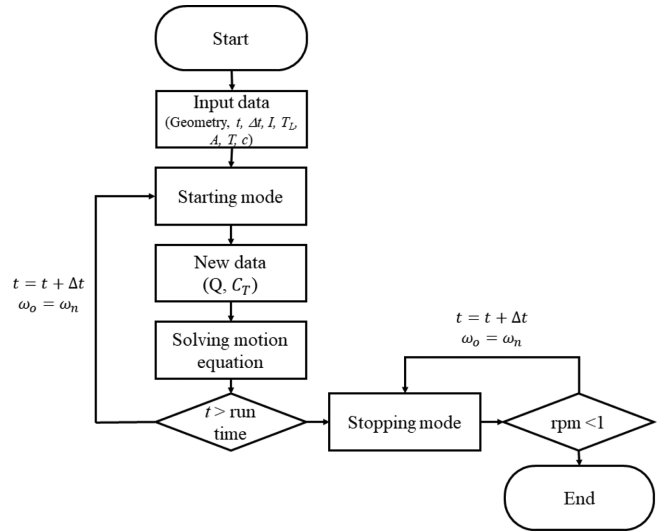 Start
Input data
(Geometry, t, Δt, I, T_L,
A, T, c)
Starting mode
New data
(Q, C_T)
t = t + Δt
ω_o = ω_n
Solving motion
equation
t = t + Δt
ω_o = ω_n
t > run
time
Stopping mode
rpm <1
End